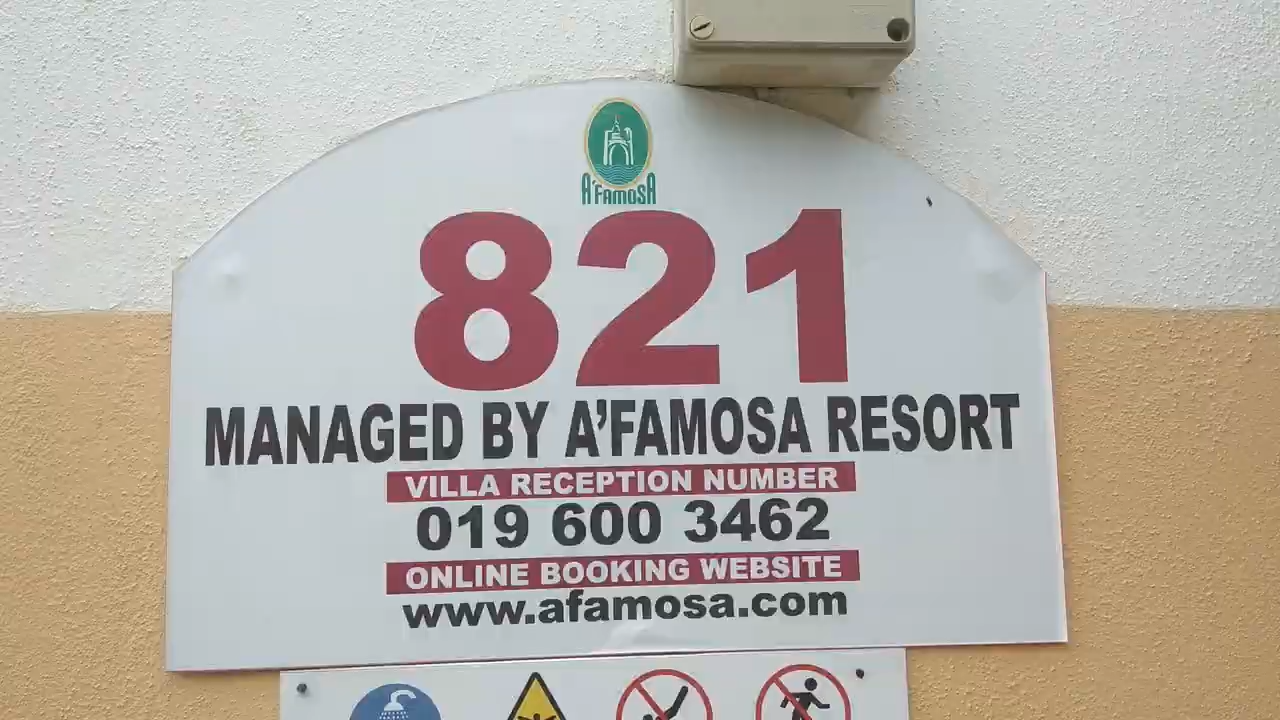 A'FAMOSA
821
MANAGED BY A'FAMOSA RESORT
VILLA RECEPTION NUMBER
019 600 3462
ONLINE BOOKING WEBSITE
www.afamosa.com